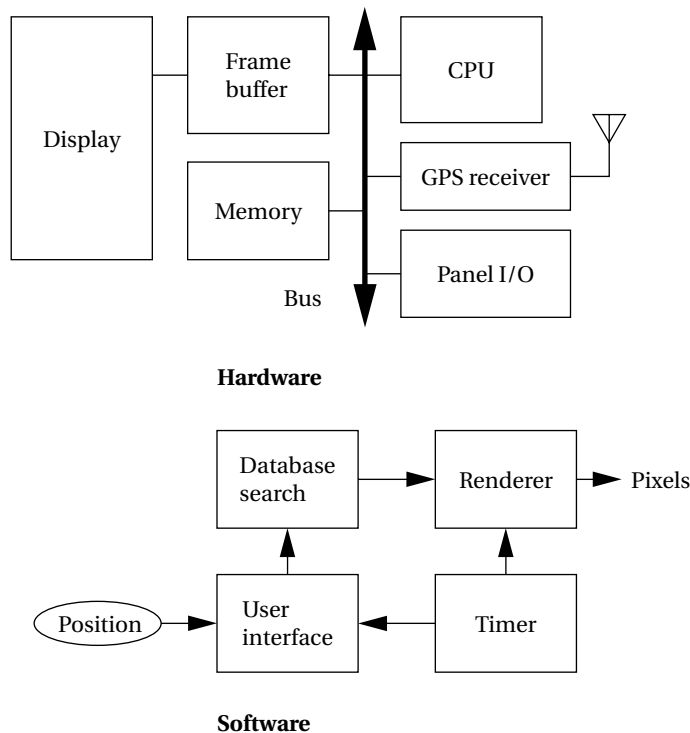 Display
Frame
buffer
CPU
Memory
GPS receiver
Panel I/O
Bus
Hardware
Database
search
Renderer
Pixels
Position
User
interface
Timer
Software